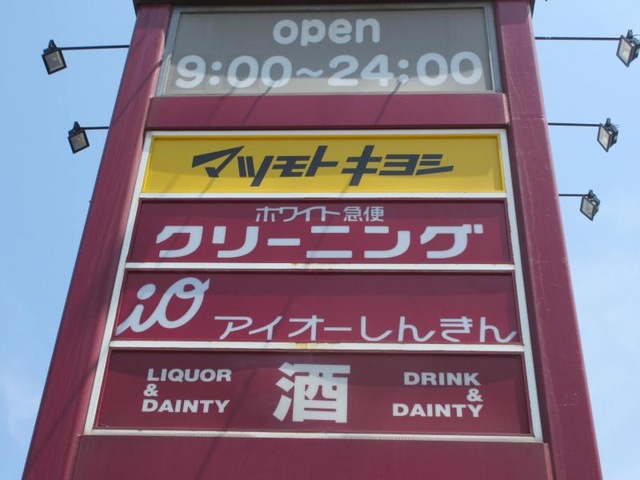 open
9:00~24:00
マツモトキヨシ
ホワイト急便
クリーニング
io アイオーしんきん
LIQUOR
&
DAINTY
酒
DRINK
&
DAINTY